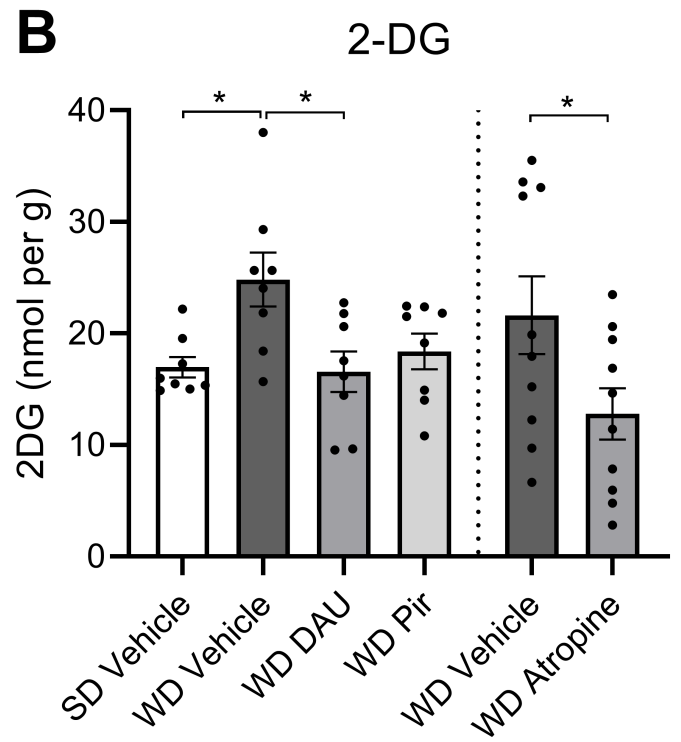 B
2-DG
* * *
40
30
20
10
0
2DG (nmol per g)
SD Vehicle
WD Vehicle
WD DAU
WD Pir
WD Vehicle
WD Atropine